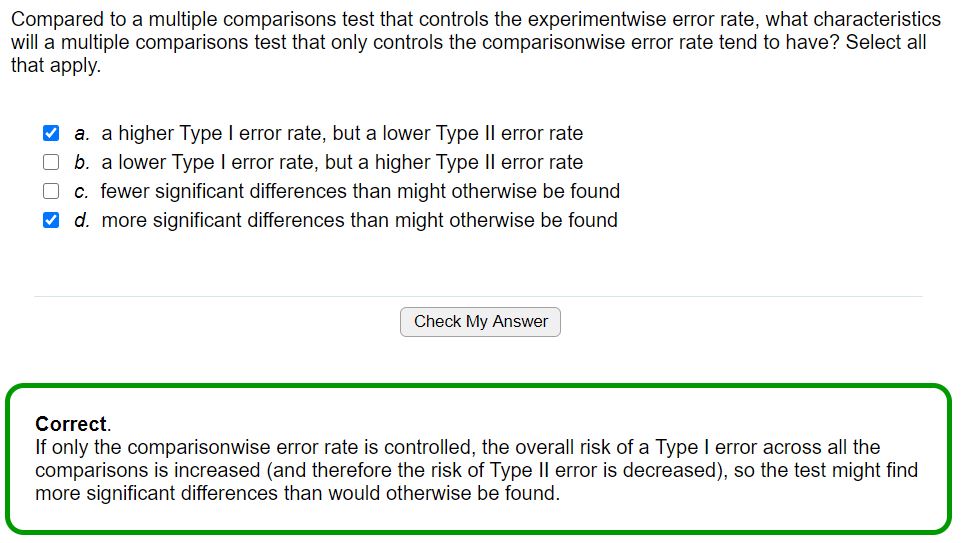 Compared to a multiple comparisons test that controls the experimentwise error rate, what characteristics
will a multiple comparisons test that only controls the comparisonwise error rate tend to have? Select all
that apply.
a. a higher Type I error rate, but a lower Type II error rate
b. a lower Type I error rate, but a higher Type II error rate
c. fewer significant differences than might otherwise be found
d. more significant differences than might otherwise be found
Check My Answer
Correct.
If only the comparisonwise error rate is controlled, the overall risk of a Type I error across all the
comparisons is increased (and therefore the risk of Type II error is decreased), so the test might find
more significant differences than would otherwise be found.